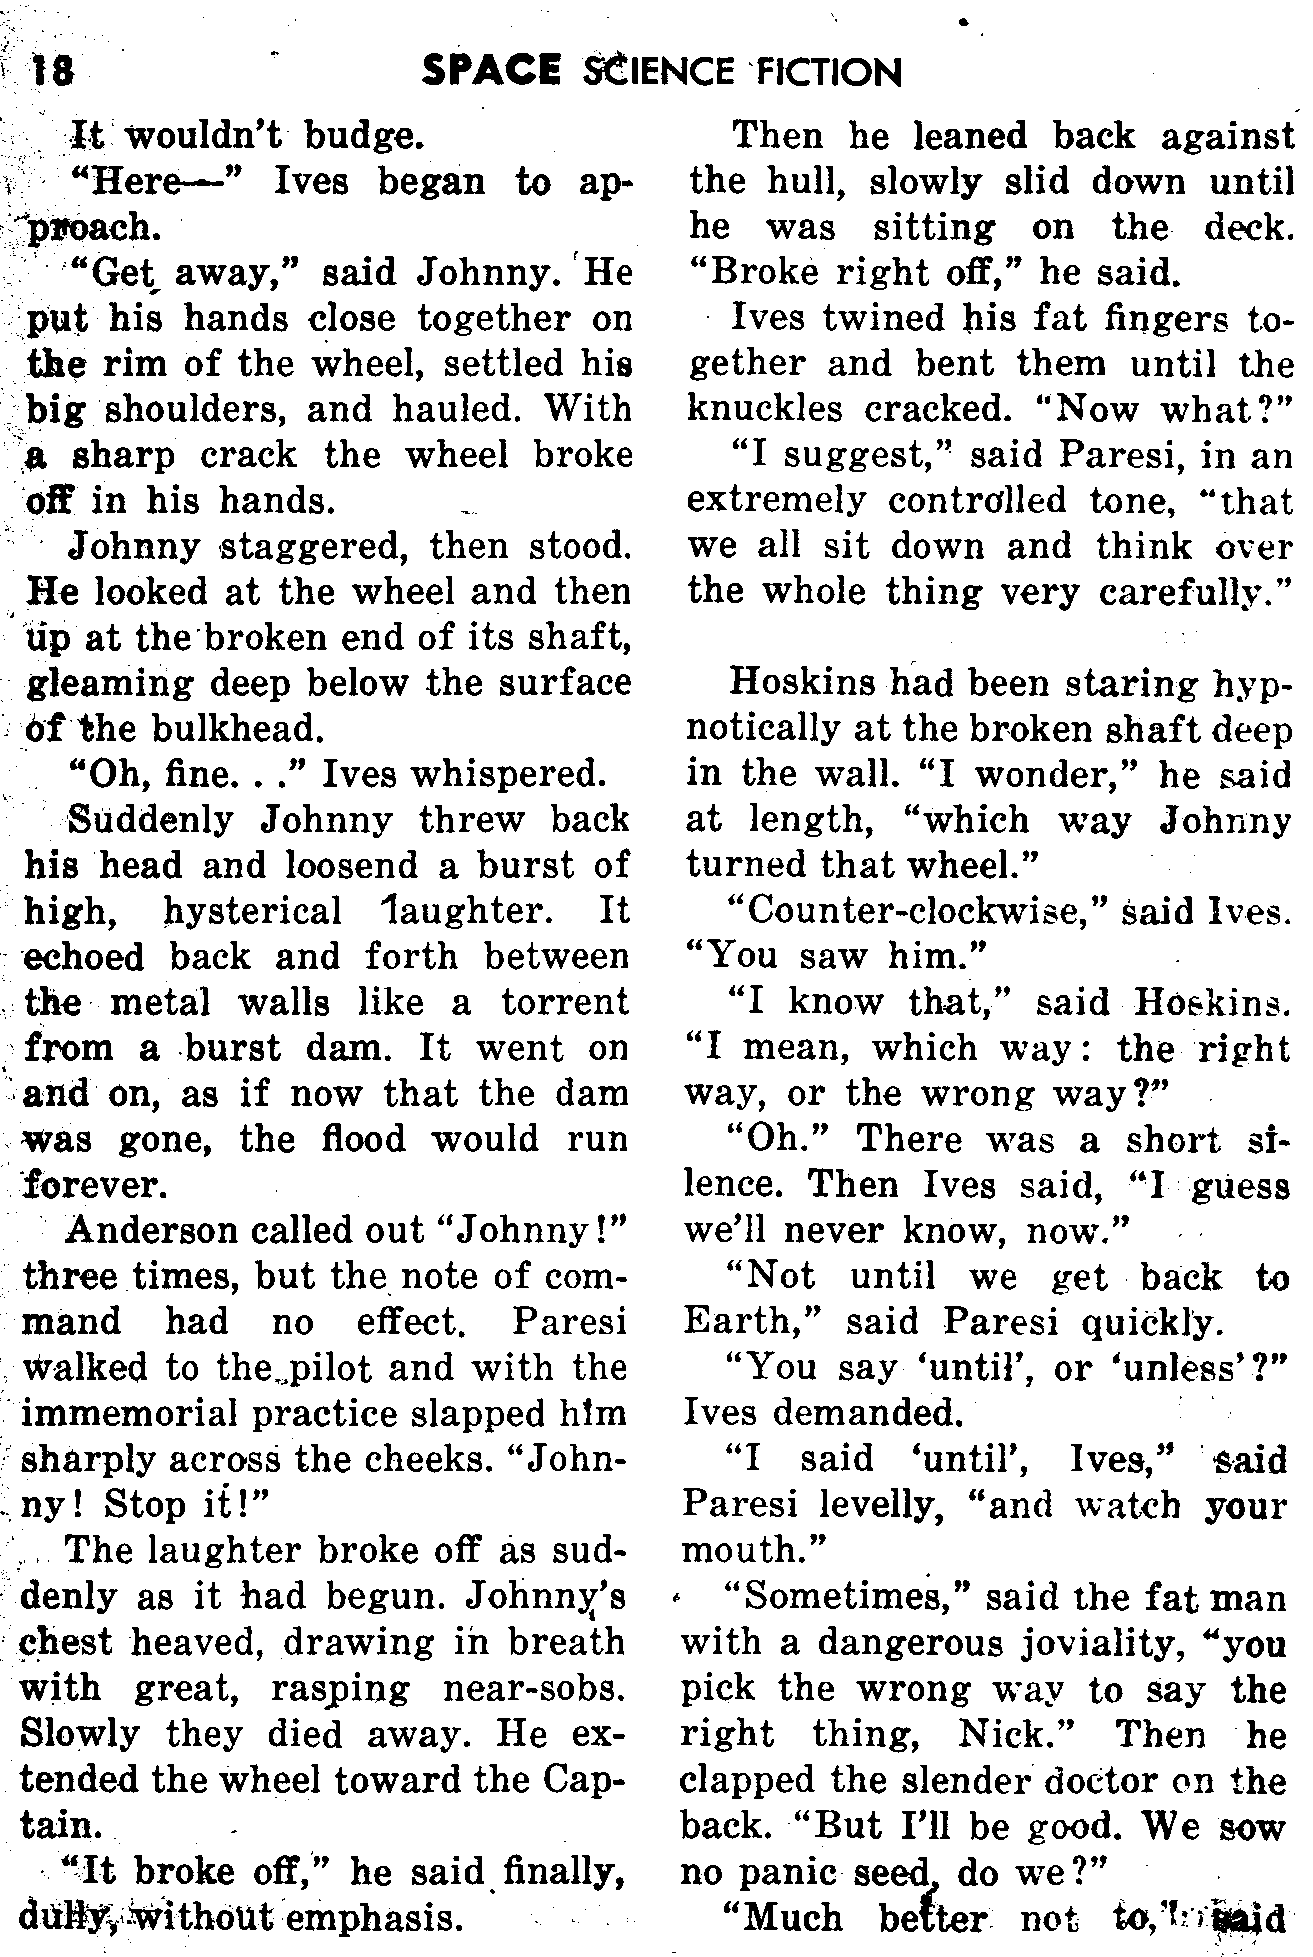 18 SPACE SCIENCE FICTION
It wouldn't budge.
"Here—" Ives began to ap-
proach.
"Get away," said Johnny. He
put his hands close together on
the rim of the wheel, settled his
big shoulders, and hauled. With
a sharp crack the wheel broke
off in his hands.
Johnny staggered, then stood.
He looked at the wheel and then
up at the broken end of its shaft,
gleaming deep below the surface
of the bulkhead.
"Oh, fine. . ." Ives whispered.
Suddenly Johnny threw back
his head and loosend a burst of
high, hysterical laughter. It
echoed back and forth between
the metal walls like a torrent
from a burst dam. It went on
and on, as if now that the dam
was gone, the flood would run
forever.
Anderson called out "Johnny!"
three times, but the note of com-
mand had no effect. Paresi
walked to the pilot and with the
immemorial practice slapped him
sharply across the cheeks. "John-
ny! Stop it!"
The laughter broke off as sud-
denly as it had begun. Johnny's
chest heaved, drawing in breath
with great, rasping near-sobs.
Slowly they died away. He ex-
tended the wheel toward the Cap-
tain.
"It broke off," he said finally,
dully, without emphasis.
Then he leaned back against
the hull, slowly slid down until
he was sitting on the deck.
"Broke right off," he said.
Ives twined his fat fingers to-
gether and bent them until the
knuckles cracked. "Now what?"
"I suggest," said Paresi, in an
extremely controlled tone, "that
we all sit down and think over
the whole thing very carefully."
Hoskins had been staring hyp-
notically at the broken shaft deep
in the wall. "I wonder," he said
at length, "which way Johnny
turned that wheel."
"Counter-clockwise," said Ives.
"You saw him."
"I know that," said Hoskins.
"I mean, which way: the right
way, or the wrong way?"
"Oh." There was a short si-
lence. Then Ives said, "I guess
we'll never know, now."
"Not until we get back to
Earth," said Paresi quickly.
"You say 'until', or 'unless'?"
Ives demanded.
"I said 'until', Ives," said
Paresi levelly, "and watch your
mouth."
"Sometimes," said the fat man
with a dangerous joviality, "you
pick the wrong way to say the
right thing, Nick." Then he
clapped the slender doctor on the
back. "But I'll be good. We sow
no panic seed, do we?"
"Much better not to," said